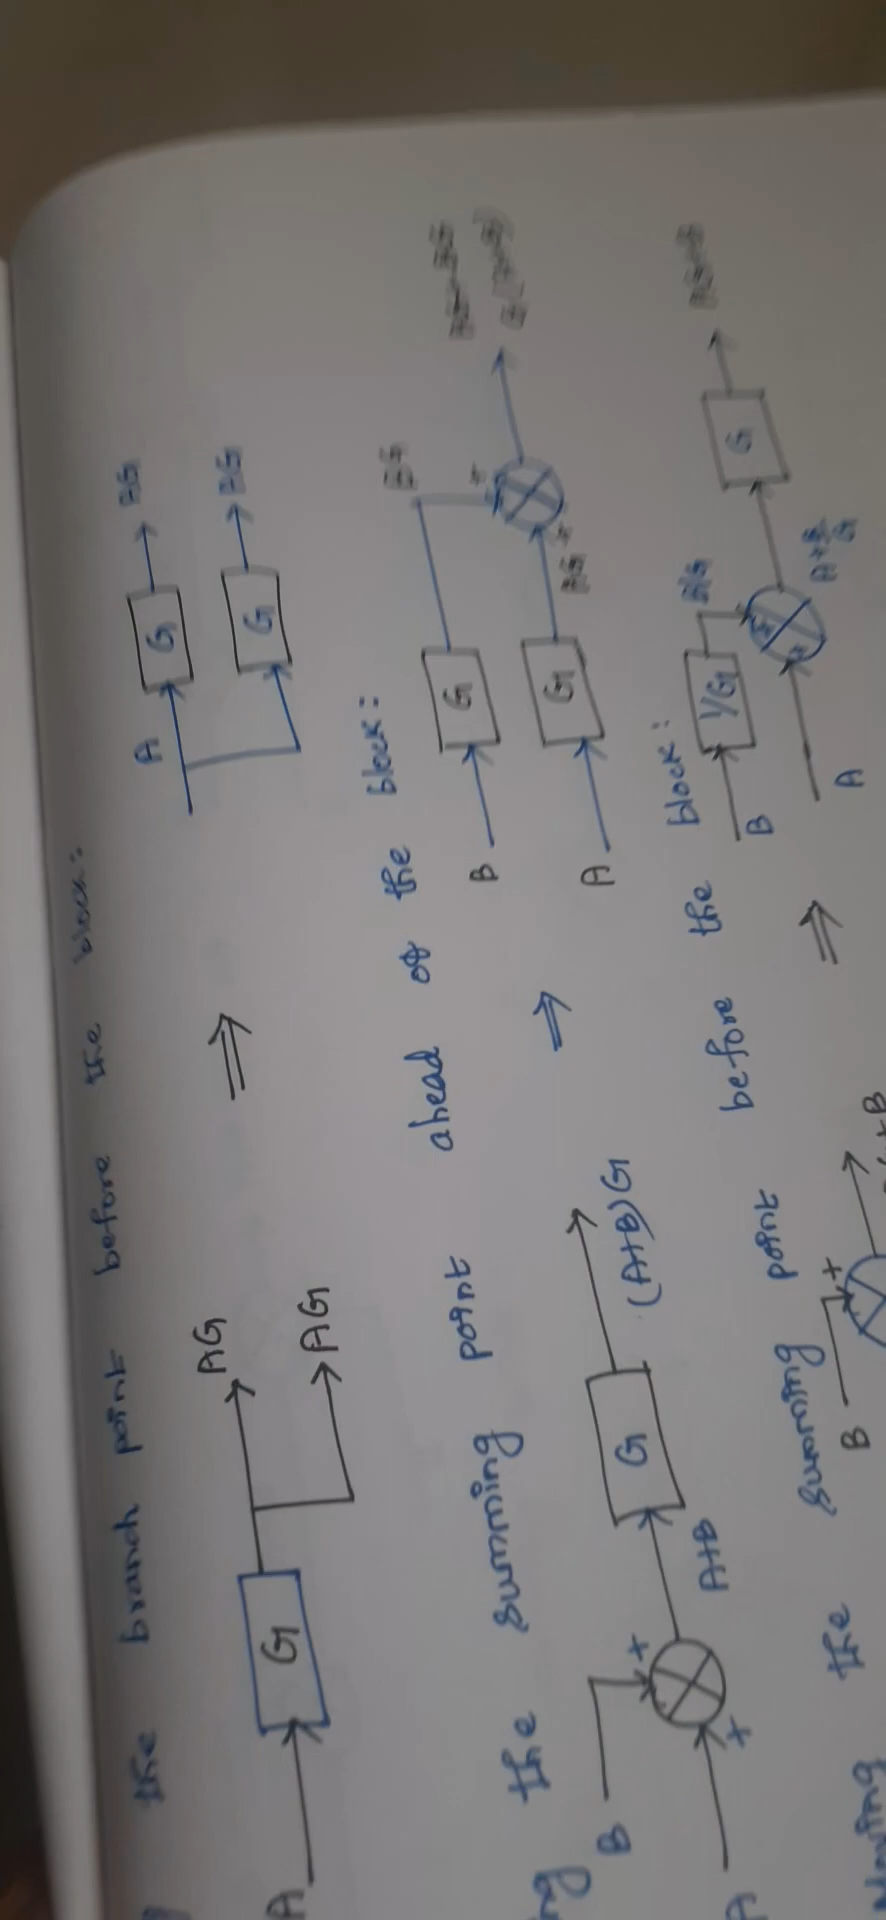 the branch point before the block:
A G AG AG ⇒ A G AG G AG
the summing point ahead of the block:
B A + + A+B G (A+B)G ⇒ B G A G AG
the summing point before the block:
B + ⇒ B 1/G A G